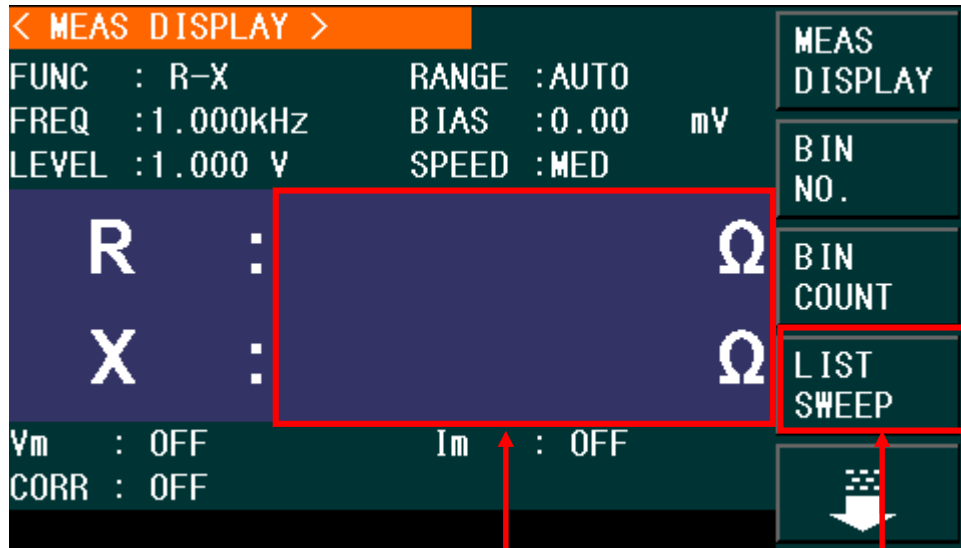 < MEAS DISPLAY >
FUNC : R-X RANGE :AUTO
FREQ :1.000kHz BIAS :0.00 mV
LEVEL :1.000 V SPEED :MED
R : Ω
X : Ω
Vm : OFF Im : OFF
CORR : OFF
MEAS
DISPLAY
BIN
NO.
BIN
COUNT
LIST
SWEEP